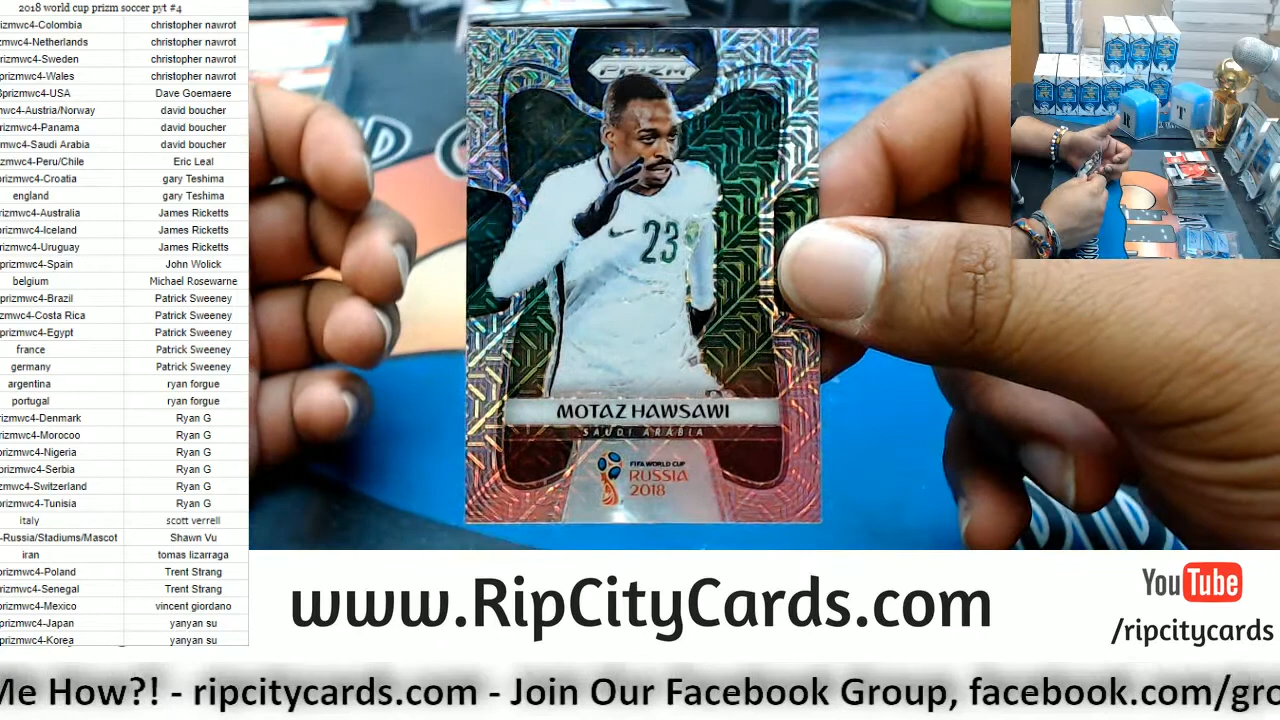 2018 world cup prizm soccer pyt #4
izmwc4-Colombia christopher nawrot
zmwc4-Netherlands christopher nawrot
rizmwc4-Sweden christopher nawrot
rizmwc4-Wales christopher nawrot
prizmwc4-USA Dave Goemaere
wc4-Austria/Norway david boucher
rizmwc4-Panama david boucher
mwc4-Saudi Arabia david boucher
zmwc4-Peru/Chile Eric Leal
prizmwc4-Croatia gary Teshima
england gary Teshima
rizmwc4-Australia James Ricketts
rizmwc4-Iceland James Ricketts
rizmwc4-Uruguay James Ricketts
prizmwc4-Spain John Wolick
belgium Michael Rosewarne
prizmwc4-Brazil Patrick Sweeney
zmwc4-Costa Rica Patrick Sweeney
prizmwc4-Egypt Patrick Sweeney
france Patrick Sweeney
germany Patrick Sweeney
argentina ryan forgue
portugal ryan forgue
izmwc4-Denmark Ryan G
izmwc4-Morocoo Ryan G
rizmwc4-Nigeria Ryan G
rizmwc4-Serbia Ryan G
zmwc4-Switzerland Ryan G
rizmwc4-Tunisia Ryan G
italy scott verrell
-Russia/Stadiums/Mascot Shawn Vu
iran tomas lizarraga
rizmwc4-Poland Trent Strang
izmwc4-Senegal Trent Strang
rizmwc4-Mexico vincent giordano
prizmwc4-Japan yanyan su
prizmwc4-Korea yanyan su
PRIZM
23
MOTAZ HAWSAWI
SAUDI ARABIA
FIFA WORLD CUP
RUSSIA
2018
www.RipCityCards.com
YouTube
/ripcitycards
Me How?! - ripcitycards.com - Join Our Facebook Group, facebook.com/gro